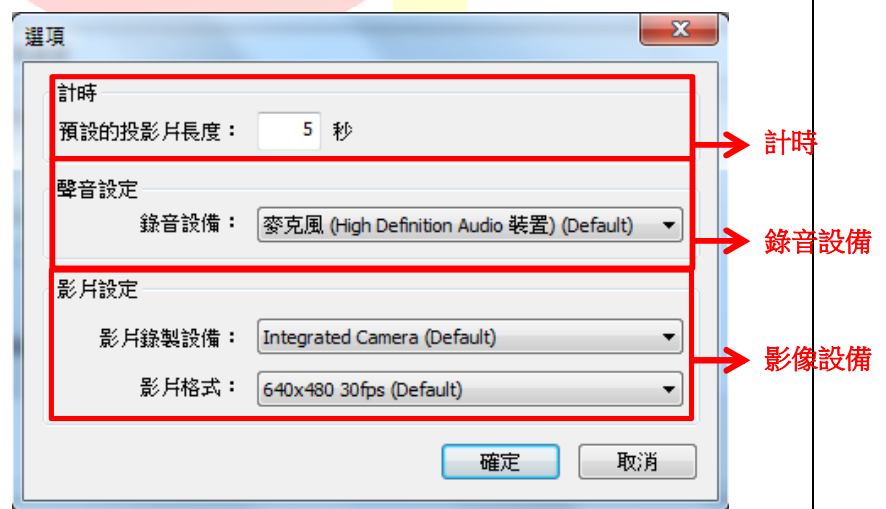 選項
計時
預設的投影片長度： 5 秒
計時
聲音設定
錄音設備： 麥克風 (High Definition Audio 裝置) (Default)
錄音設備
影片設定
影片錄製設備： Integrated Camera (Default)
影像設備
影片格式： 640x480 30fps (Default)
確定 取消